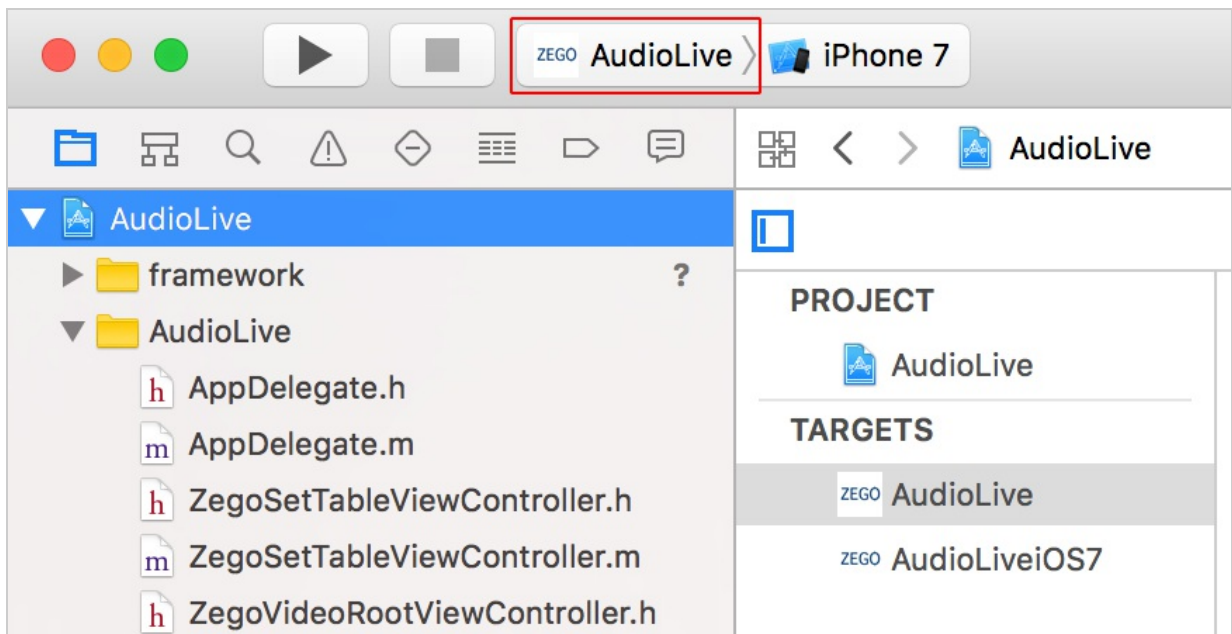 ZEGO AudioLive iPhone 7
AudioLive
AudioLive
framework ?
AudioLive
h AppDelegate.h
m AppDelegate.m
h ZegoSetTableViewController.h
m ZegoSetTableViewController.m
h ZegoVideoRootViewController.h
PROJECT
AudioLive
TARGETS
ZEGO AudioLive
ZEGO AudioLiveiOS7